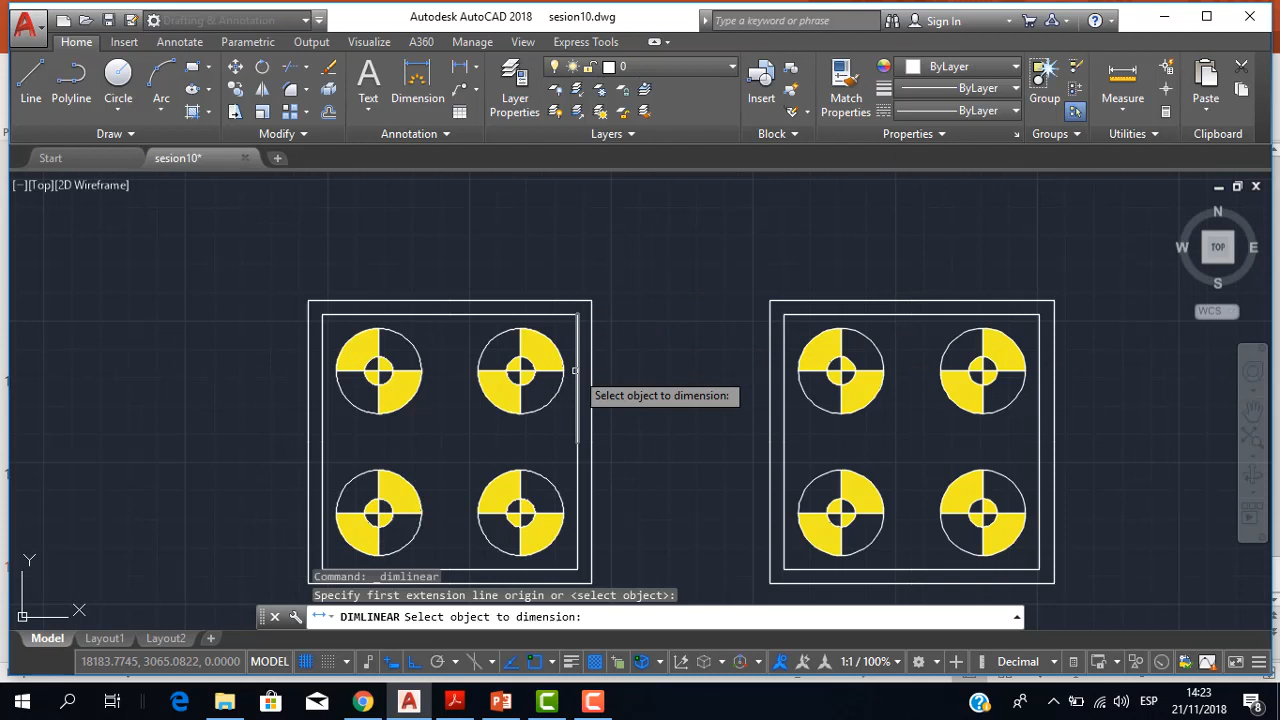 Drafting & Annotation
Autodesk AutoCAD 2018 sesion10.dwg
Type a keyword or phrase
Sign In
Home Insert Annotate Parametric Output Visualize A360 Manage View Express Tools
0
ByLayer
ByLayer
ByLayer
Line Polyline Circle Arc
Text Dimension
Layer
Properties
Insert
Match
Properties
Group
Measure
Paste
Draw Modify Annotation Layers Block Properties Groups Utilities Clipboard
Start sesion10*
[−][Top][2D Wireframe]
N
W TOP E
S
WCS
Select object to dimension:
Y
X
Command: _dimlinear
Specify first extension line origin or <select object>:
DIMLINEAR Select object to dimension:
Model Layout1 Layout2
18183.7745, 3065.0822, 0.0000 MODEL 1:1 / 100% Decimal
ESP
14:23
21/11/2018
8